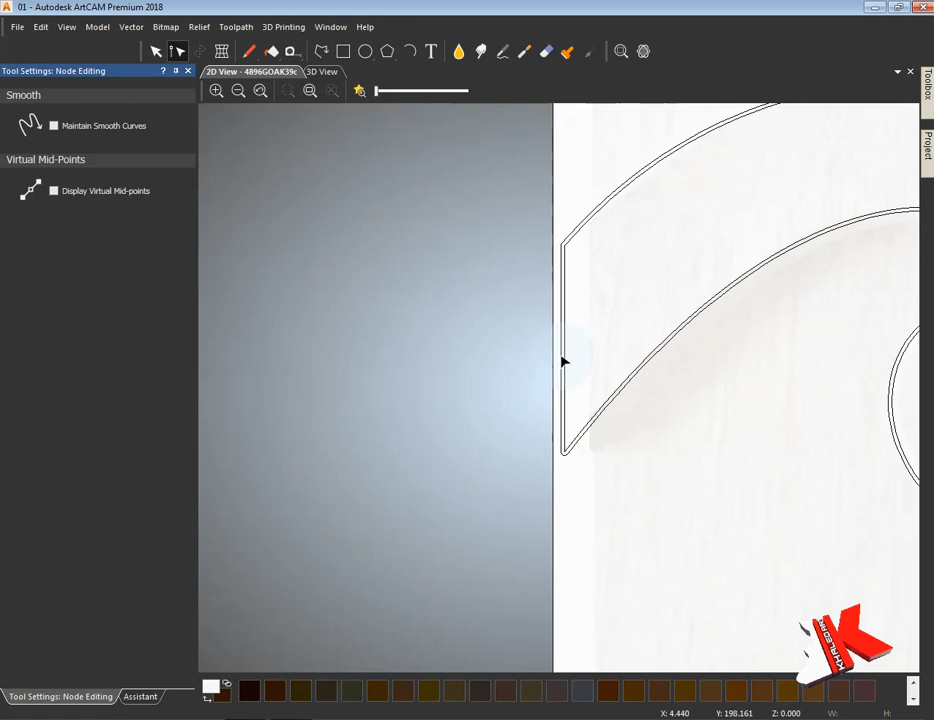 01 - Autodesk ArtCAM Premium 2018
File Edit View Model Vector Bitmap Relief Toolpath 3D Printing Window Help
Tool Settings: Node Editing
2D View - 4896GOAK39c
3D View
Toolbox
Project
Smooth
Maintain Smooth Curves
Virtual Mid-Points
Display Virtual Mid-points
KHALEDART
Tool Settings: Node Editing
Assistant
X: 4.440 Y: 198.161 Z: 0.000 W: H: